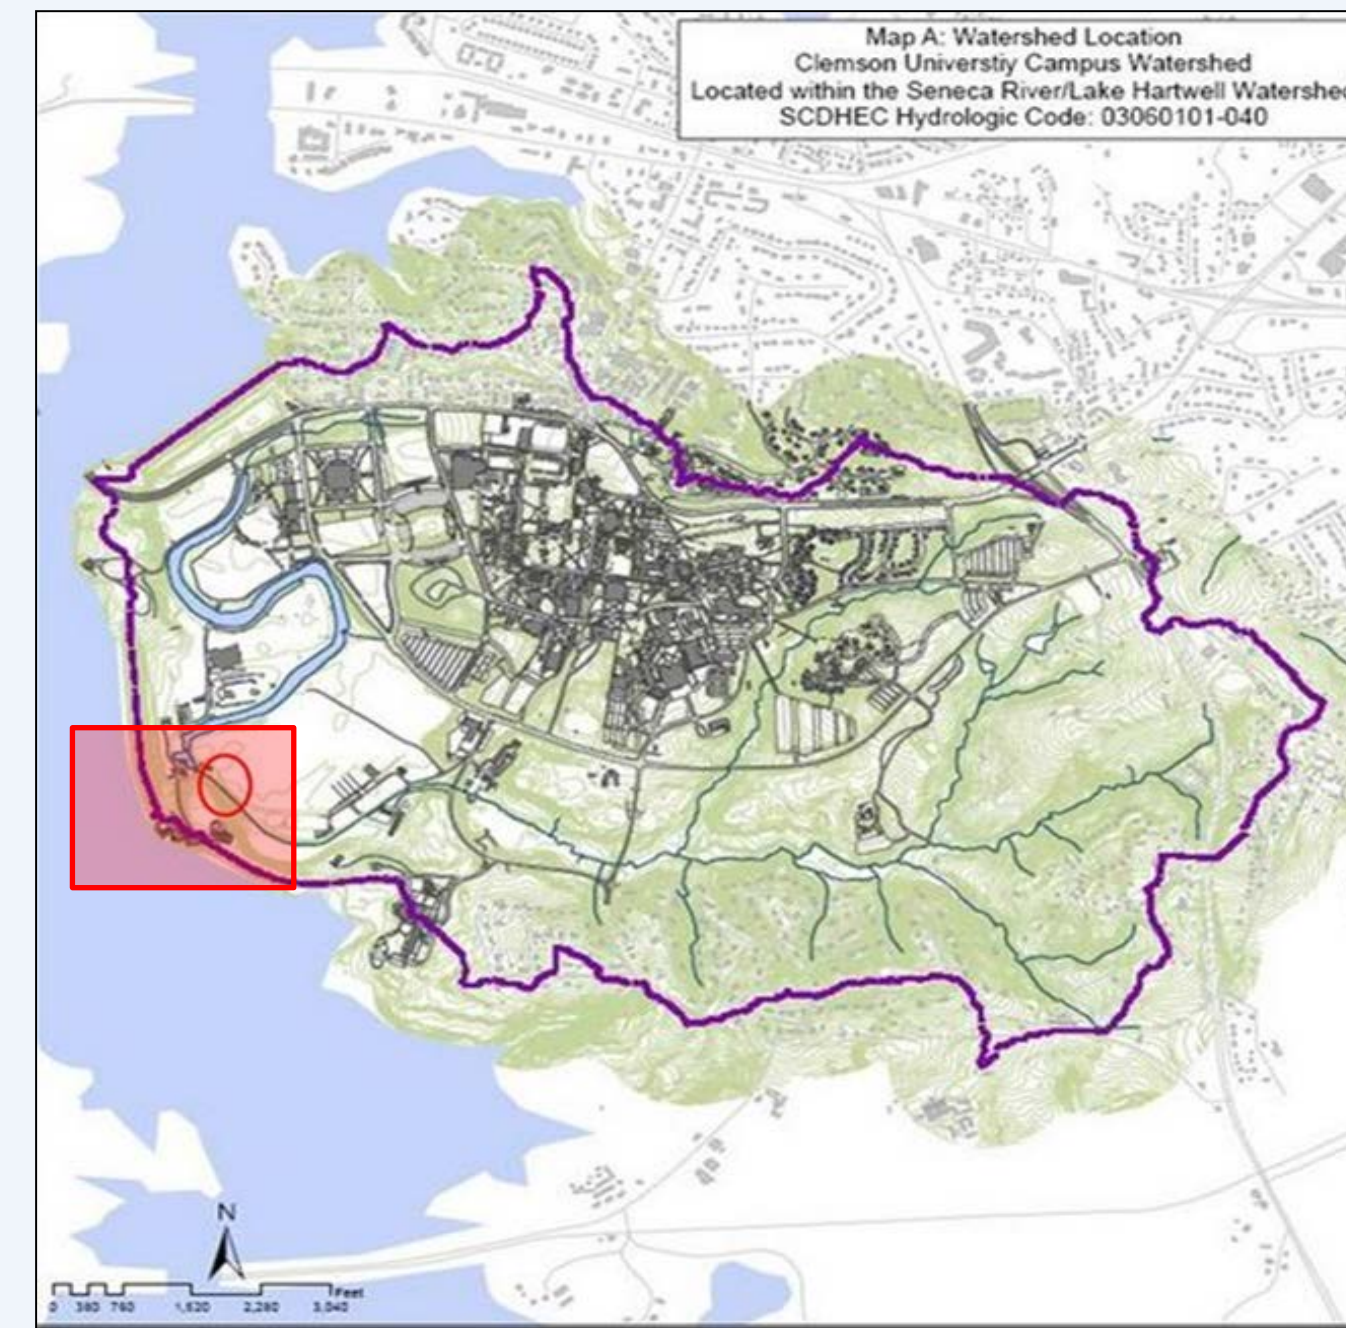 Map A: Watershed Location
Clemson Universtiy Campus Watershed
Located within the Seneca River/Lake Hartwell Watershed
SCDHEC Hydrologic Code: 03060101-040
N
Feet
0 380 760 1,520 2,280 3,040